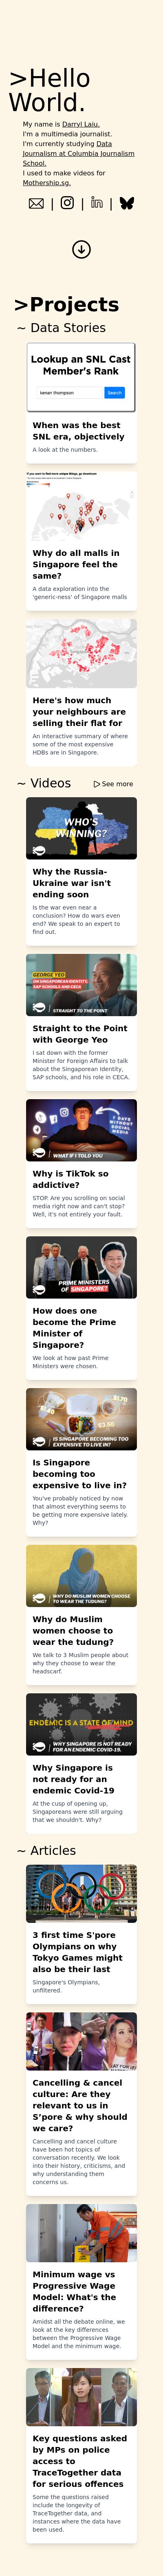 >Hello
World.
My name is Darryl Laiu.
I'm a multimedia journalist.
I'm currently studying Data
Journalism at Columbia Journalism
School.
I used to make videos for
Mothership.sg.
>Projects
~ Data Stories
Lookup an SNL Cast
Member's Rank
kenan thompson
Search
When was the best
SNL era, objectively
A look at the numbers.
If you want to find more unique things, go downtown
Why do all malls in
Singapore feel the
same?
A data exploration into the
'generic-ness' of Singapore malls
Here's how much
your neighbours are
selling their flat for
An interactive summary of where
some of the most expensive
HDBs are in Singapore.
~ Videos
See more
WHO'S
WINNING?
Why the Russia-
Ukraine war isn't
ending soon
Is the war even near a
conclusion? How do wars even
end? We speak to an expert to
find out.
GEORGE YEO
ON SINGAPOREAN IDENTITY,
SAP SCHOOLS AND CECA
STRAIGHT TO THE POINT
Straight to the Point
with George Yeo
I sat down with the former
Minister for Foreign Affairs to talk
about the Singaporean Identity,
SAP schools, and his role in CECA.
7 DAYS
WITHOUT
SOCIAL
MEDIA
WHAT IF I TOLD YOU
Why is TikTok so
addictive?
STOP. Are you scrolling on social
media right now and can't stop?
Well, it's not entirely your fault.
PRIME MINISTERS
OF SINGAPORE?
How does one
become the Prime
Minister of
Singapore?
We look at how past Prime
Ministers were chosen.
$1.40
$1.70
$3.50
IS SINGAPORE BECOMING TOO
EXPENSIVE TO LIVE IN?
Is Singapore
becoming too
expensive to live in?
You've probably noticed by now
that almost everything seems to
be getting more expensive lately.
Why?
WHY DO MUSLIM WOMEN CHOOSE
TO WEAR THE TUDUNG?
Why do Muslim
women choose to
wear the tudung?
We talk to 3 Muslim people about
why they choose to wear the
headscarf.
ENDEMIC IS A STATE OF MIND
WHY SINGAPORE IS NOT READY
FOR AN ENDEMIC COVID-19.
Why Singapore is
not ready for an
endemic Covid-19
At the cusp of opening up,
Singaporeans were still arguing
that we shouldn't. Why?
~ Articles
3 first time S'pore
Olympians on why
Tokyo Games might
also be their last
Singapore's Olympians,
unfiltered.
Cancelling & cancel
culture: Are they
relevant to us in
S’pore & why should
we care?
Cancelling and cancel culture
have been hot topics of
conversation recently. We look
into their history, criticisms, and
why understanding them
concerns us.
Minimum wage vs
Progressive Wage
Model: What's the
difference?
Amidst all the debate online, we
look at the key differences
between the Progressive Wage
Model and the minimum wage.
Key questions asked
by MPs on police
access to
TraceTogether data
for serious offences
Some the questions raised
include the longevity of
TraceTogether data, and
instances where the data have
been used.